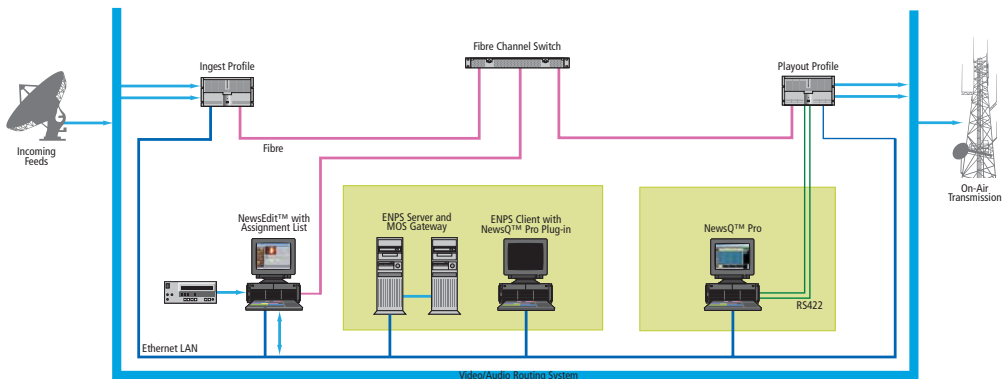 Fibre Channel Switch
Ingest Profile
Playout Profile
Incoming
Feeds
Fibre
On-Air
Transmission
NewsEdit™ with
Assignment List
ENPS Server and
MOS Gateway
ENPS Client with
NewsQ™ Pro Plug-in
NewsQ™ Pro
RS422
Ethernet LAN
Video/Audio Routing System